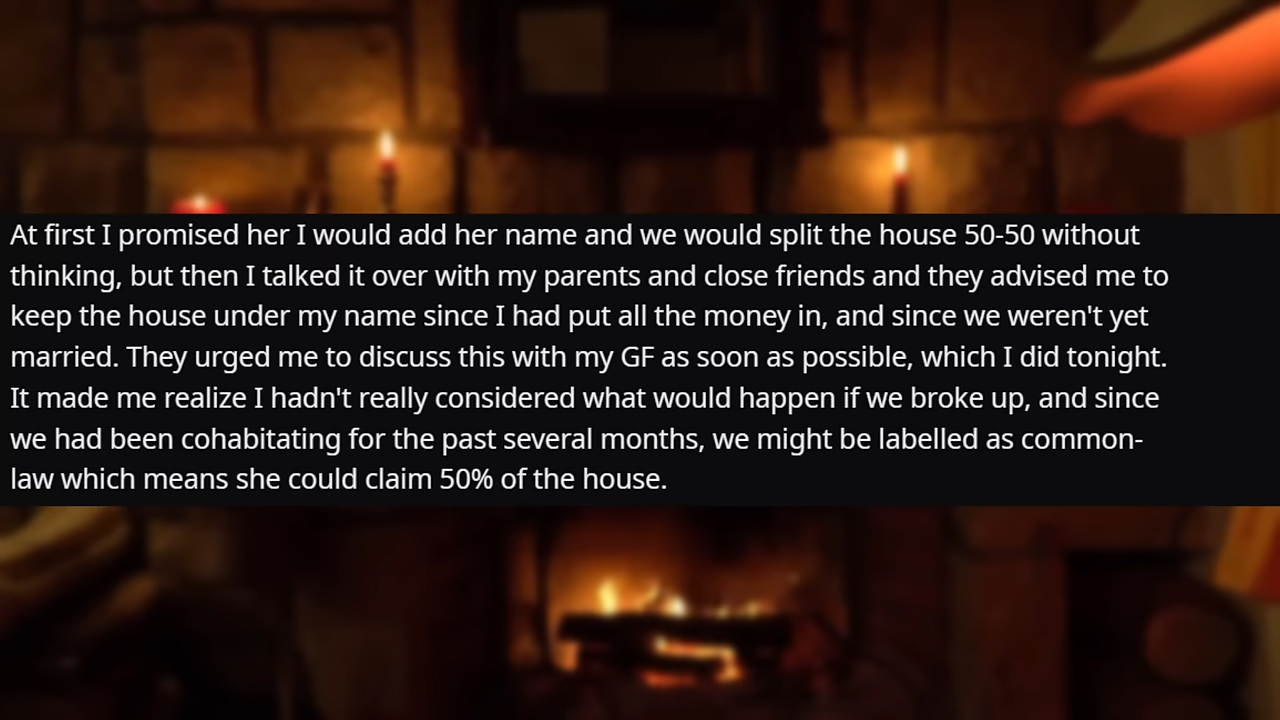 At first I promised her I would add her name and we would split the house 50-50 without
thinking, but then I talked it over with my parents and close friends and they advised me to
keep the house under my name since I had put all the money in, and since we weren't yet
married. They urged me to discuss this with my GF as soon as possible, which I did tonight.
It made me realize I hadn't really considered what would happen if we broke up, and since
we had been cohabitating for the past several months, we might be labelled as common-
law which means she could claim 50% of the house.